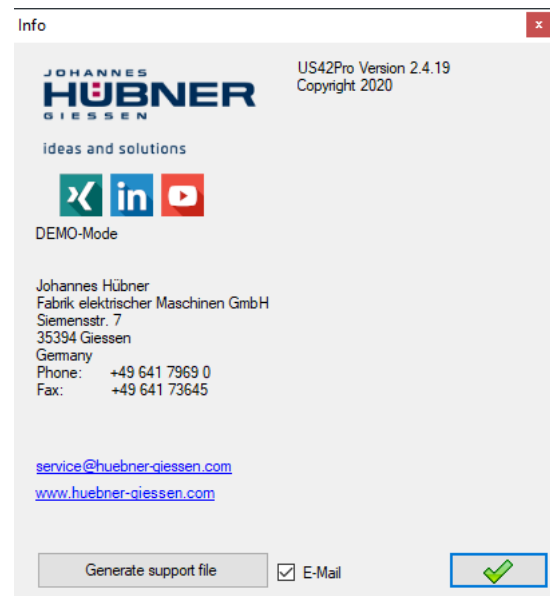 Info
x
JOHANNES
HÜBNER
GIESSEN
ideas and solutions
US42Pro Version 2.4.19
Copyright 2020
in
DEMO-Mode
Johannes Hübner
Fabrik elektrischer Maschinen GmbH
Siemensstr. 7
35394 Giessen
Germany
Phone: +49 641 7969 0
Fax: +49 641 73645
service@huebner-giessen.com
www.huebner-giessen.com
Generate support file
E-Mail